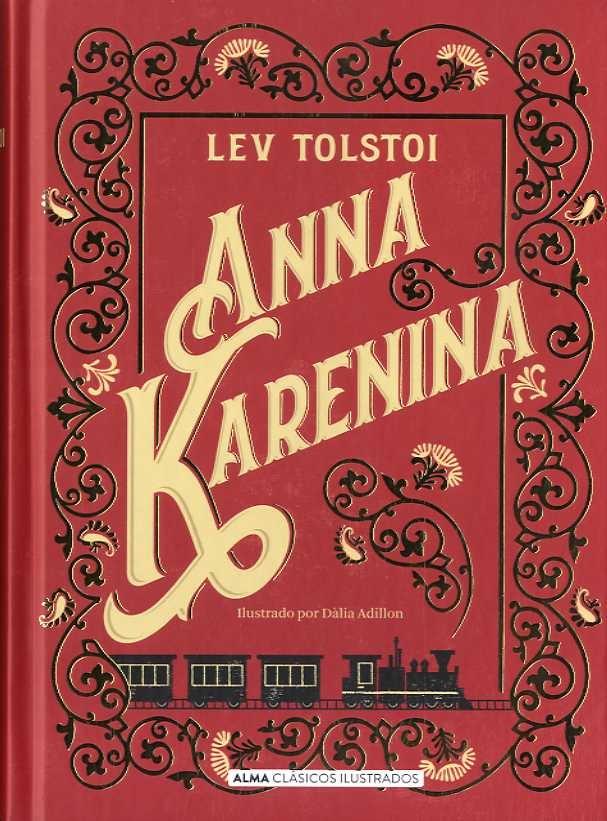 LEV TOLSTOI
ANNA
KARENINA
Ilustrado por Dàlia Adillon
ALMA CLÁSICOS ILUSTRADOS